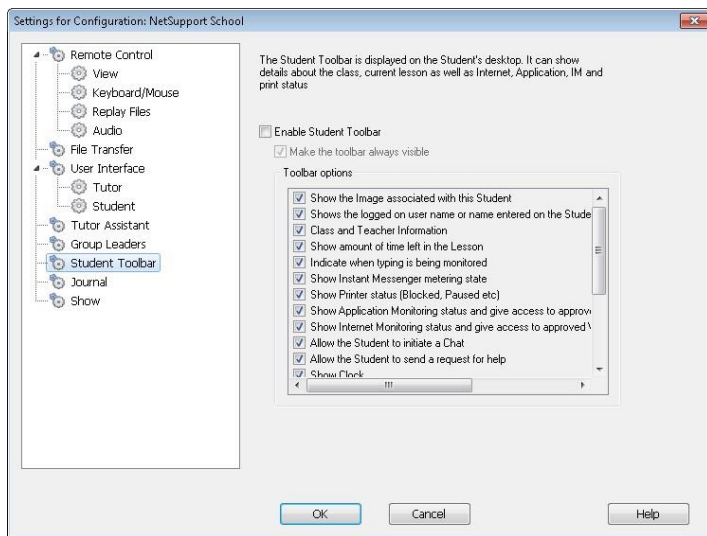 Settings for Configuration: NetSupport School
Remote Control
View
Keyboard/Mouse
Replay Files
Audio
File Transfer
User Interface
Tutor
Student
Tutor Assistant
Group Leaders
Student Toolbar
Journal
Show
The Student Toolbar is displayed on the Student's desktop. It can show
details about the class, current lesson as well as Internet, Application, IM and
print status
Enable Student Toolbar
Make the toolbar always visible
Toolbar options
Show the Image associated with this Student
Shows the logged on user name or name entered on the Stude
Class and Teacher Information
Show amount of time left in the Lesson
Indicate when typing is being monitored
Show Instant Messenger metering state
Show Printer status (Blocked, Paused etc)
Show Application Monitoring status and give access to approve
Show Internet Monitoring status and give access to approved
Allow the Student to initiate a Chat
Allow the Student to send a request for help
Show Clock
OK
Cancel
Help